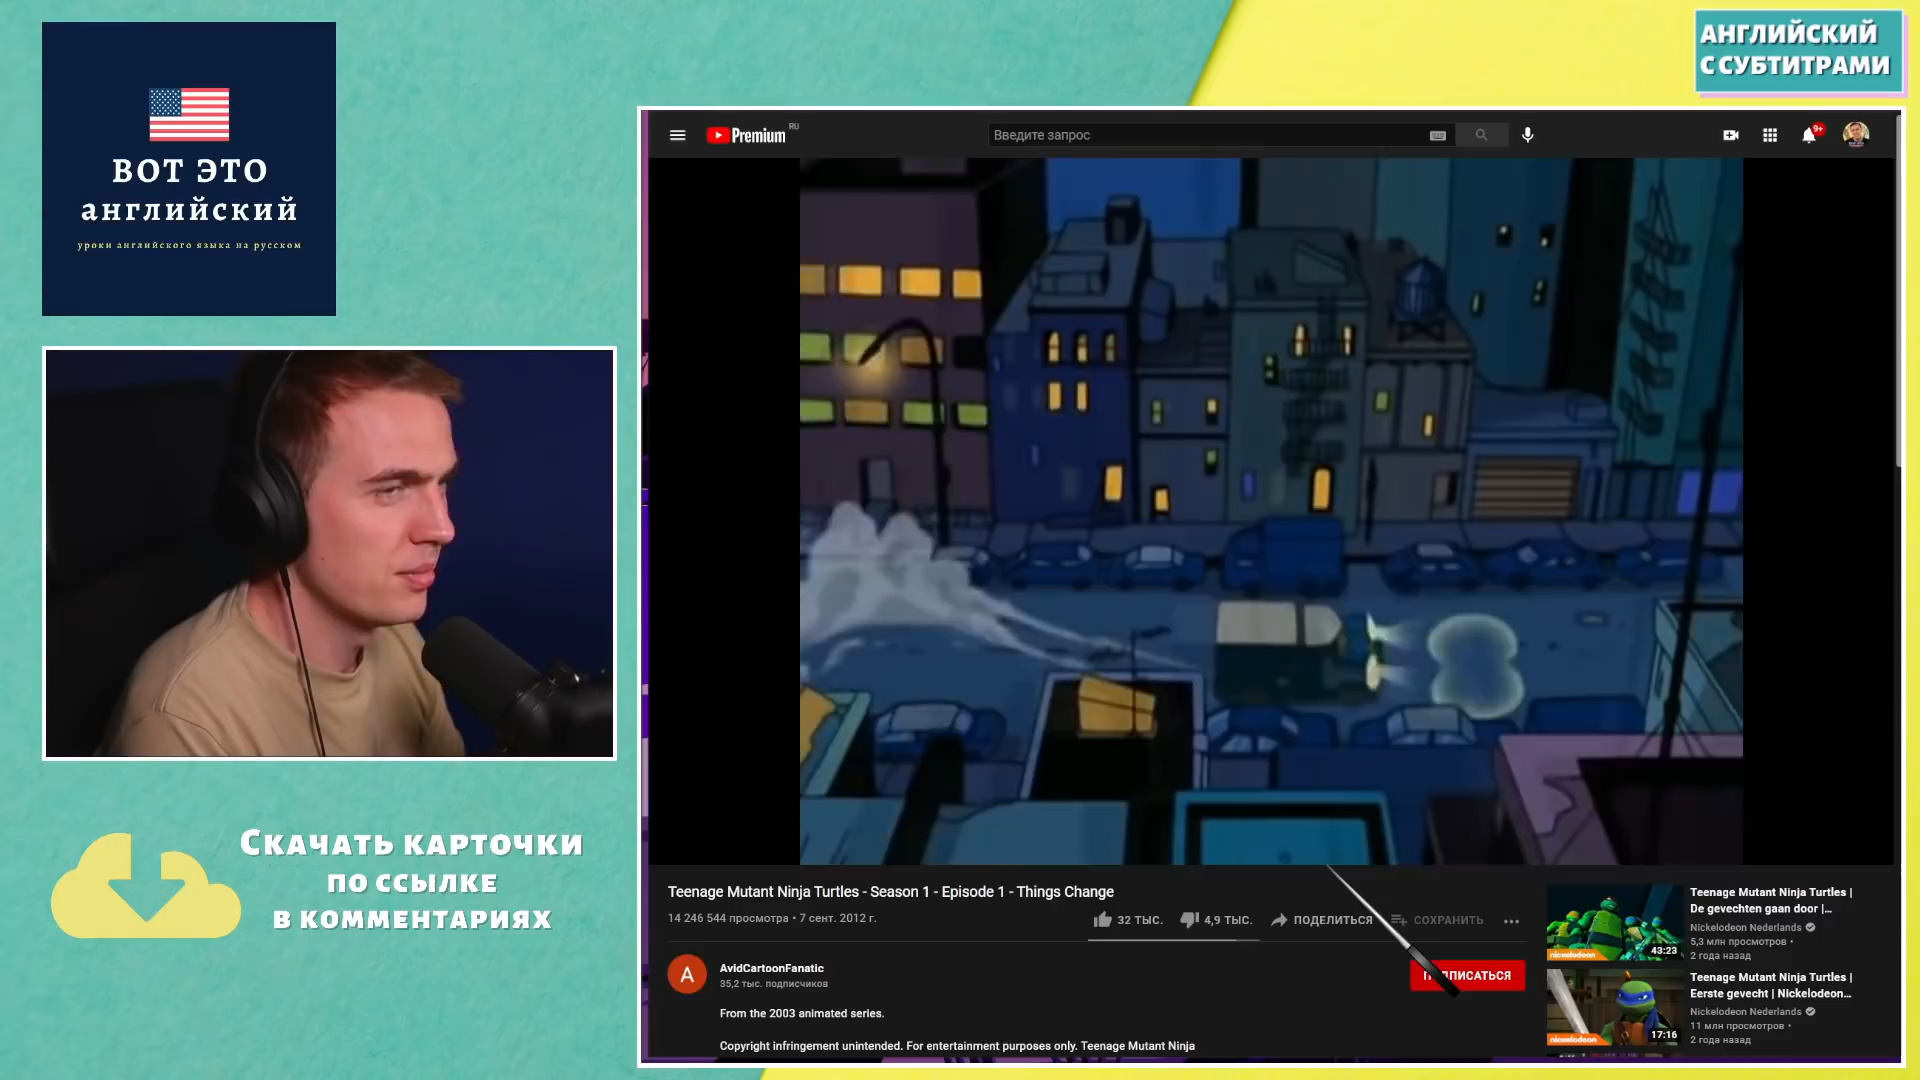 ВОТ ЭТО
английский
уроки английского языка на русском
АНГЛИЙСКИЙ
С СУБТИТРАМИ
Premium RU
Введите запрос
9+
Скачать карточки
по ссылке
в комментариях
Teenage Mutant Ninja Turtles - Season 1 - Episode 1 - Things Change
14 246 544 просмотра • 7 сент. 2012 г.
32 ТЫС.
4,9 ТЫС.
ПОДЕЛИТЬСЯ
СОХРАНИТЬ
A
AvidCartoonFanatic
35,2 тыс. подписчиков
From the 2003 animated series.
Copyright infringement unintended. For entertainment purposes only. Teenage Mutant Ninja
Teenage Mutant Ninja Turtles |
De gevechten gaan door |...
Nickelodeon Nederlands
5,3 млн просмотров •
2 года назад
nickelodeon
43:23
Teenage Mutant Ninja Turtles |
Eerste gevecht | Nickelodeon...
Nickelodeon Nederlands
11 млн просмотров •
2 года назад
nickelodeon
17:16